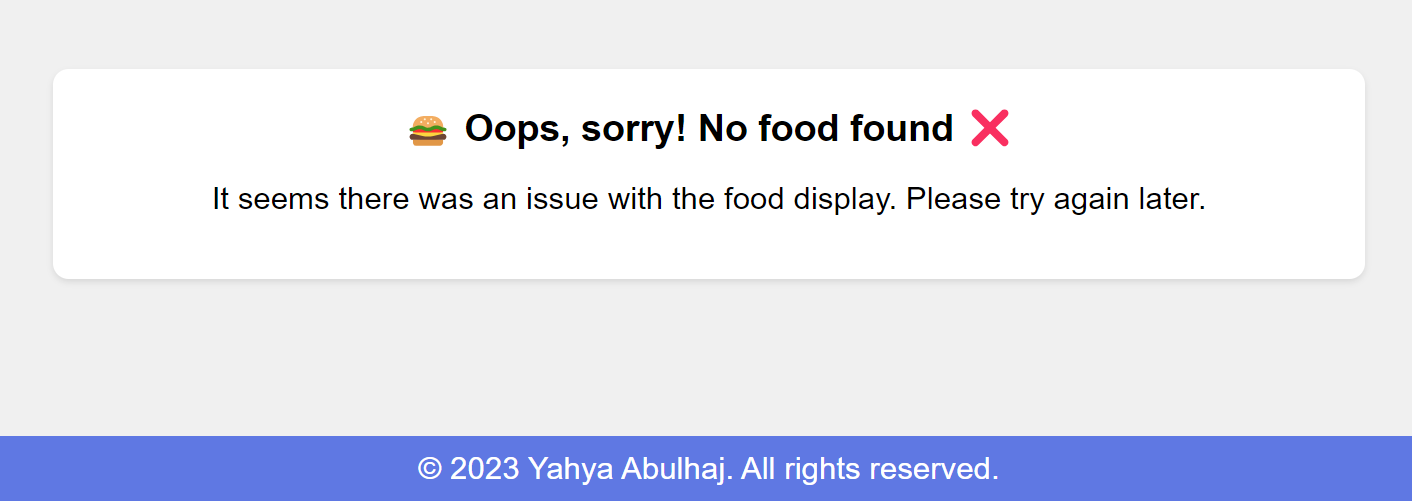 🍔 Oops, sorry! No food found ❌
It seems there was an issue with the food display. Please try again later.
© 2023 Yahya Abulhaj. All rights reserved.